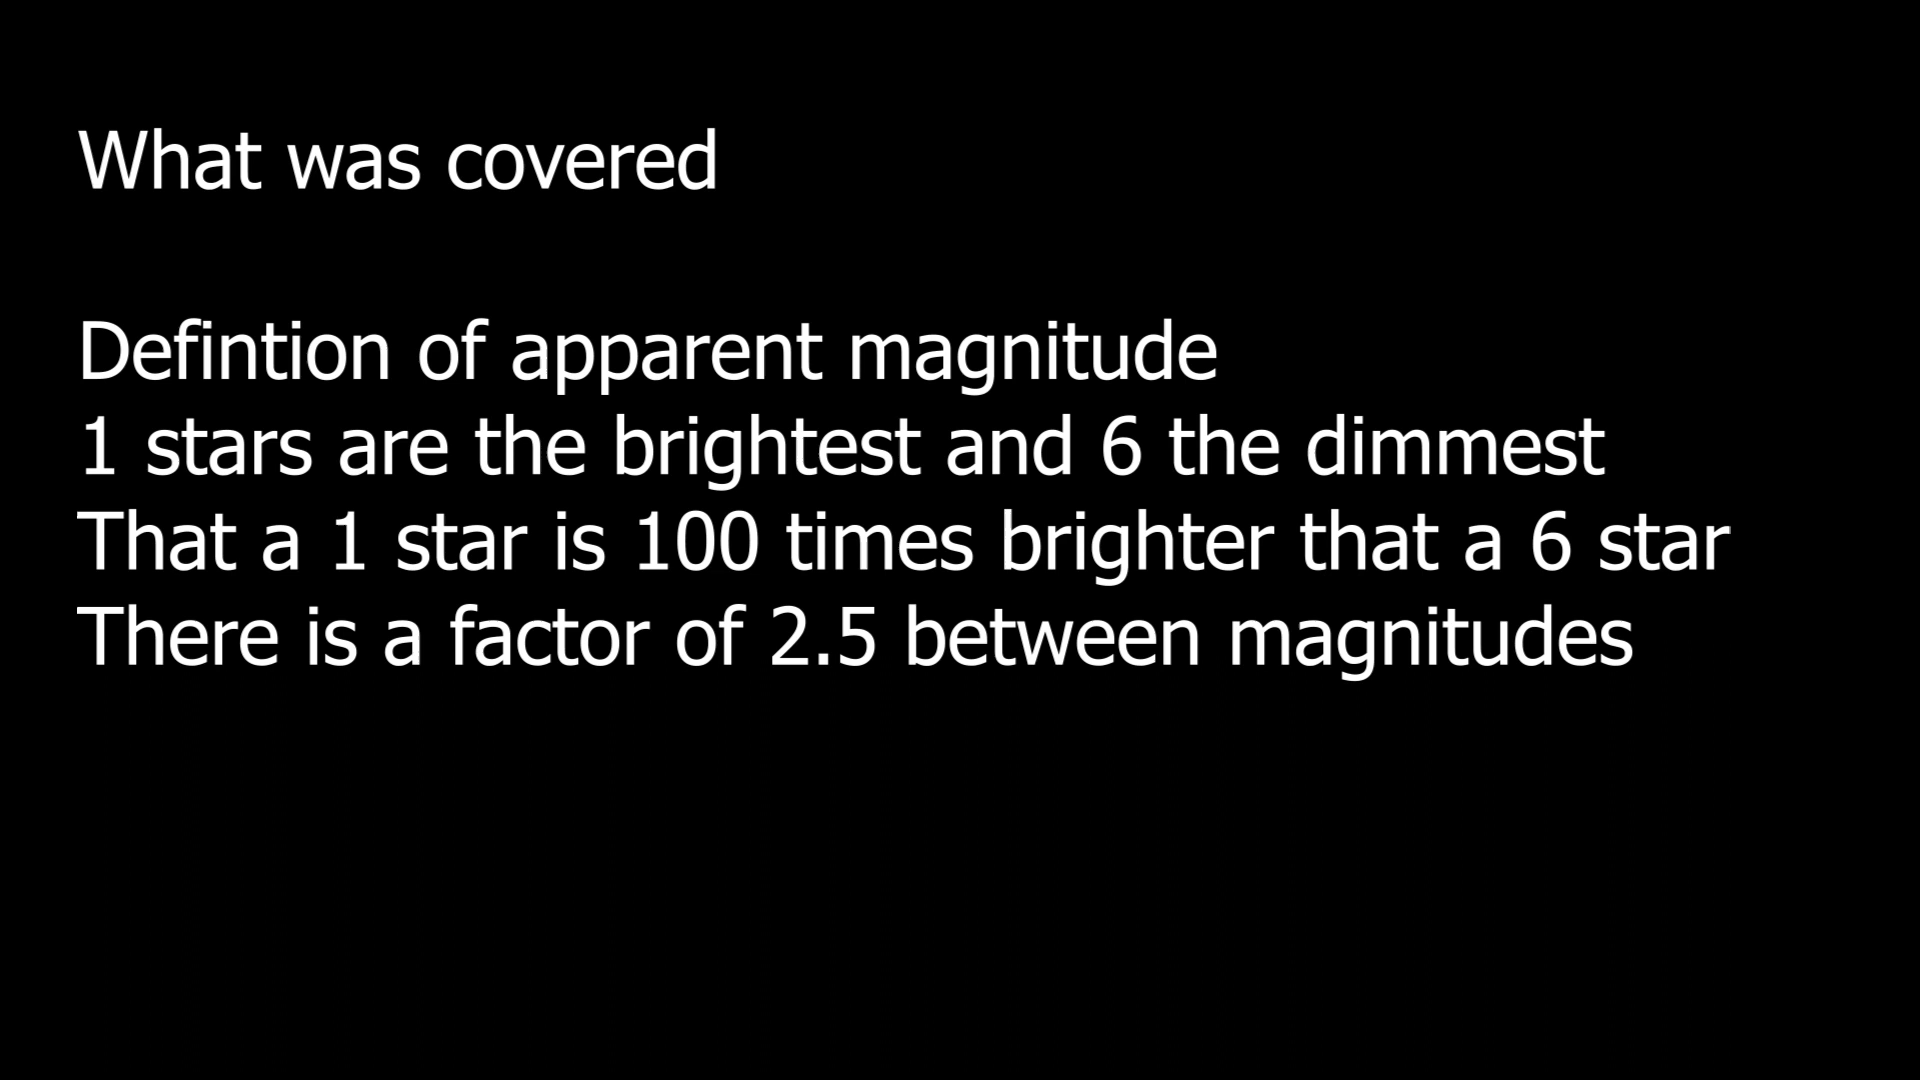 What was covered
Defintion of apparent magnitude
1 stars are the brightest and 6 the dimmest
That a 1 star is 100 times brighter that a 6 star
There is a factor of 2.5 between magnitudes